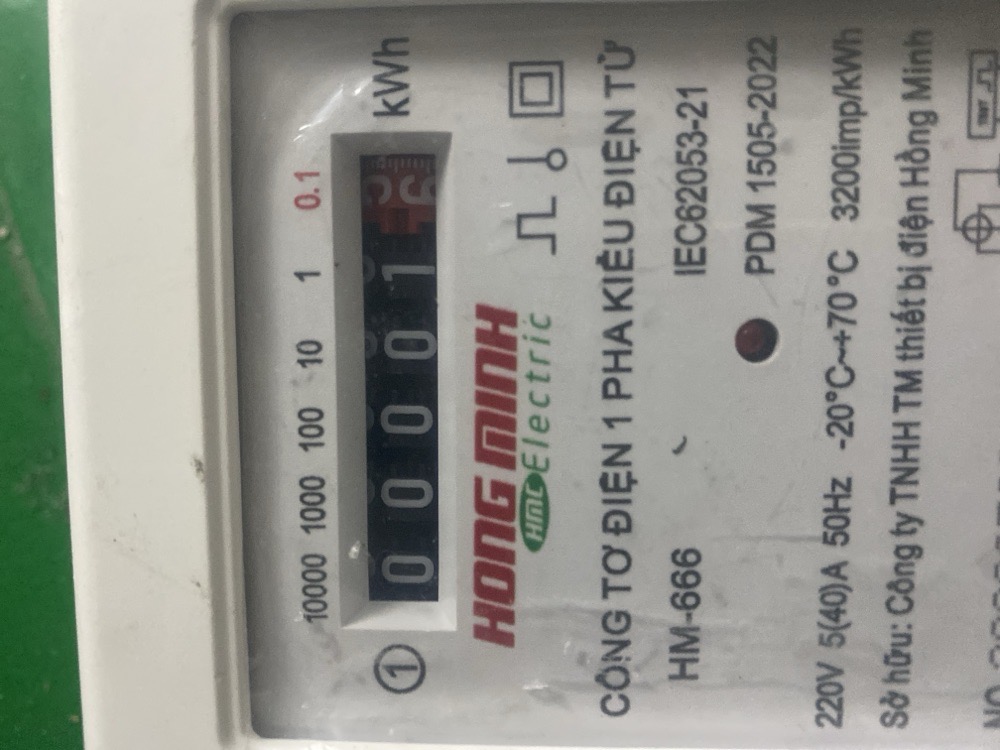 10000 1000 100 10 1 0.1
1 0 0 0 0 1 kWh
HONG MINH
HMC Electric
CÔNG TƠ ĐIỆN 1 PHA KIỂU ĐIỆN TỬ
HM-666 IEC62053-21
PDM 1505-2022
220V 5(40)A 50Hz -20°C~+70°C 3200imp/kWh
Sở hữu: Công ty TNHH TM thiết bị điện Hồng Minh